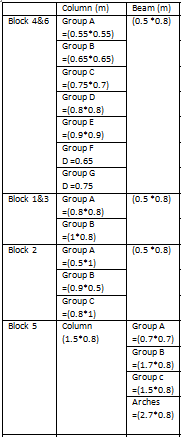 Column (m) Beam (m)
Block 4&6 Group A (0.5 *0.8)
=(0.55*0.55)
Group B
=(0.65*0.65)
Group C
=(0.75*0.7)
Group D
=(0.8*0.8)
Group E
=(0.9*0.9)
Group F
D =0.65
Group G
D =0.75
Block 1&3 Group A (0.5 *0.8)
=(0.8*0.8)
Group B
=(1*0.8)
Block 2 Group A (0.5 *0.8)
=(0.5*1)
Group B
=(0.9*0.5)
Group C
=(0.8*1)
Block 5 Column Group A
(1.5*0.8) =(0.7*0.7)
Group B
=(1.7*0.8)
Group c
=(1.5*0.8)
Arches
=(2.7*0.8)